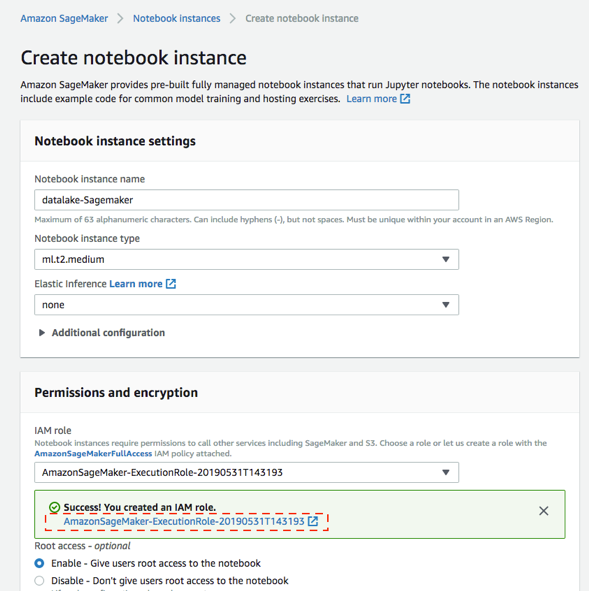 Amazon SageMaker > Notebook instances > Create notebook instance
Create notebook instance
Amazon SageMaker provides pre-built fully managed notebook instances that run Jupyter notebooks. The notebook instances
include example code for common model training and hosting exercises. Learn more
Notebook instance settings
Notebook instance name
datalake-Sagemaker
Maximum of 63 alphanumeric characters. Can include hyphens (-), but not spaces. Must be unique within your account in an AWS Region.
Notebook instance type
ml.t2.medium
Elastic Inference Learn more
none
Additional configuration
Permissions and encryption
IAM role
Notebook instances require permissions to call other services including SageMaker and S3. Choose a role or let us create a role with the
AmazonSageMakerFullAccess IAM policy attached.
AmazonSageMaker-ExecutionRole-20190531T143193
Success! You created an IAM role.
AmazonSageMaker-ExecutionRole-20190531T143193
Root access - optional
Enable - Give users root access to the notebook
Disable - Don't give users root access to the notebook